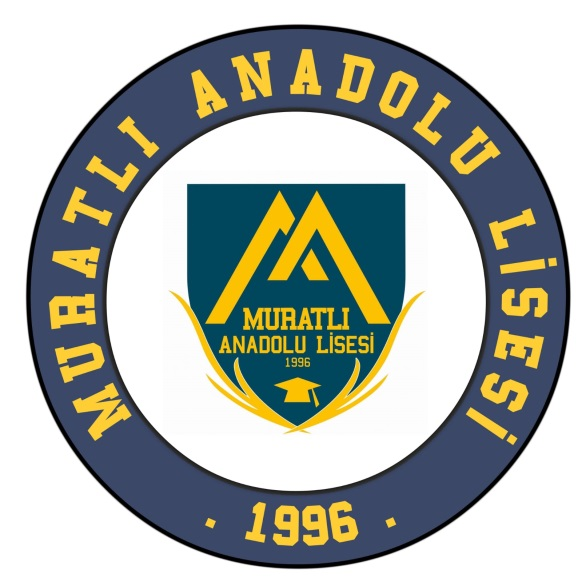 MURATLI ANADOLU LİSESİ
MURATLI
ANADOLU LİSESİ
1996
· 1996 ·